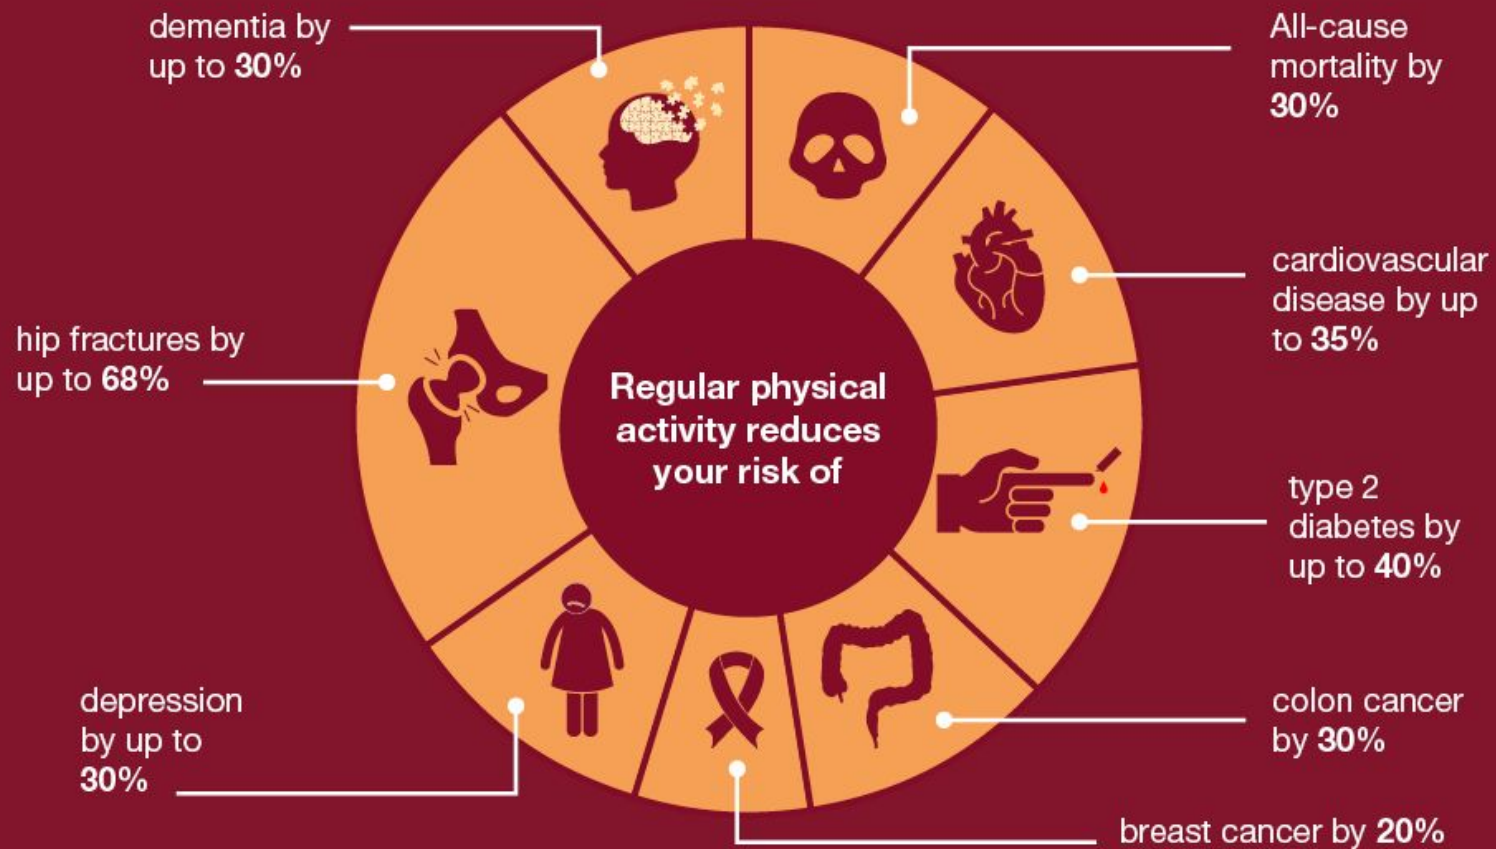 Regular physical
activity reduces
your risk of
All-cause
mortality by
30%
cardiovascular
disease by up
to 35%
type 2
diabetes by
up to 40%
colon cancer
by 30%
breast cancer by 20%
depression
by up to
30%
hip fractures by
up to 68%
dementia by
up to 30%